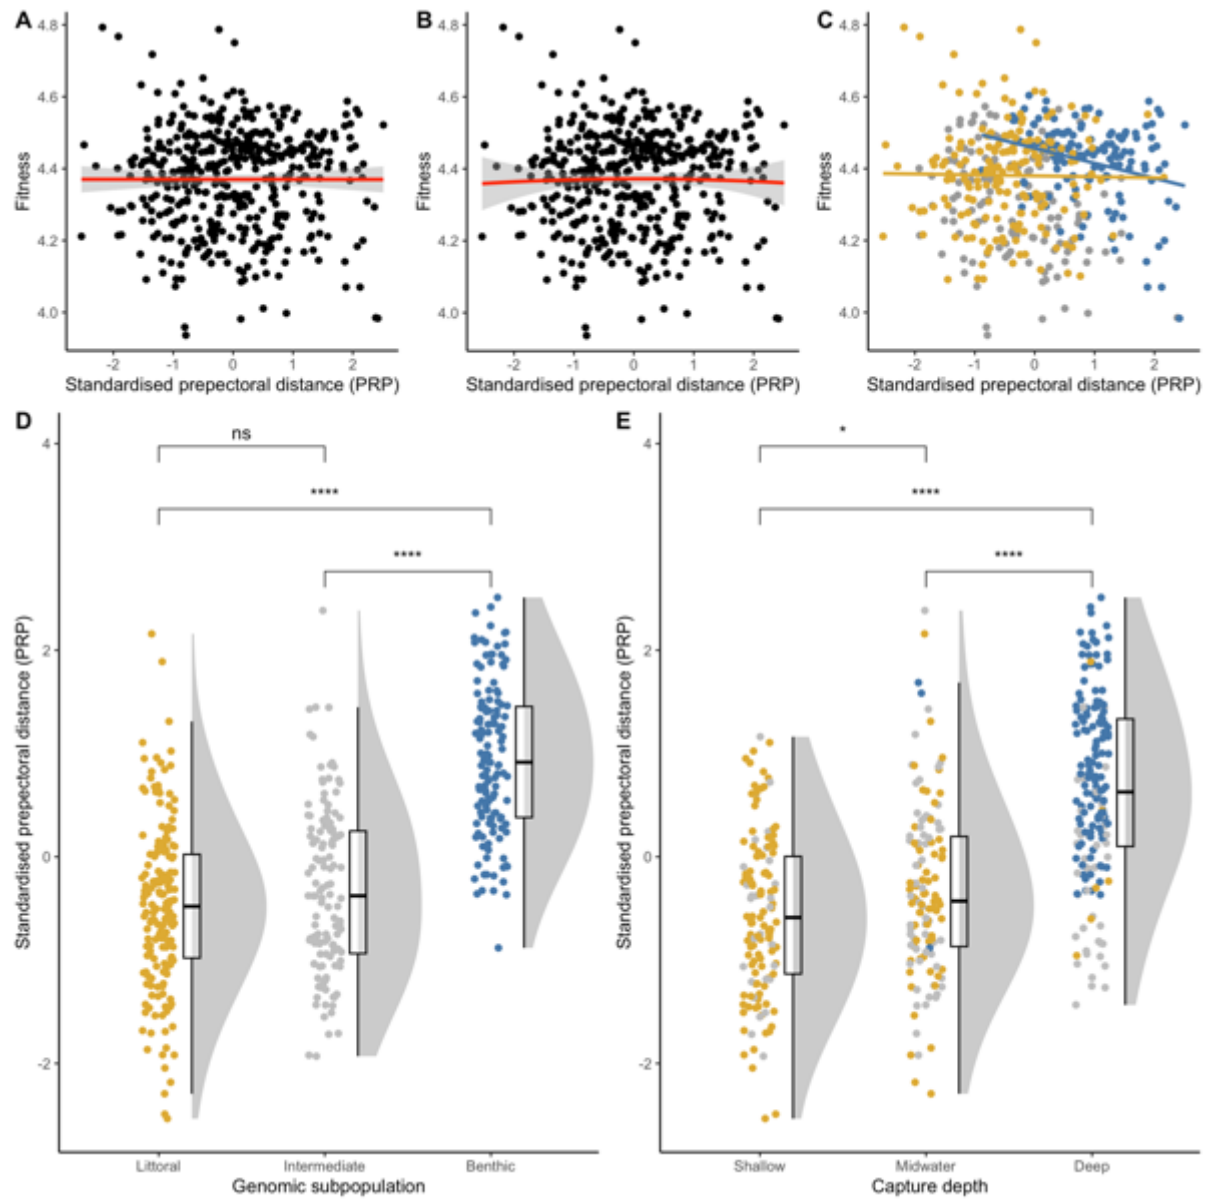 A
B
C
4.8
4.6
4.4
4.2
4.0
Fitness
-2 -1 0 1 2
Standardised prepectoral distance (PRP)
4.8
4.6
4.4
4.2
4.0
Fitness
-2 -1 0 1 2
Standardised prepectoral distance (PRP)
4.8
4.6
4.4
4.2
4.0
Fitness
-2 -1 0 1 2
Standardised prepectoral distance (PRP)
D
ns
****
****
4
2
0
-2
Standardised prepectoral distance (PRP)
Littoral Intermediate Benthic
Genomic subpopulation
E
*
****
****
4
2
0
-2
Standardised prepectoral distance (PRP)
Shallow Midwater Deep
Capture depth